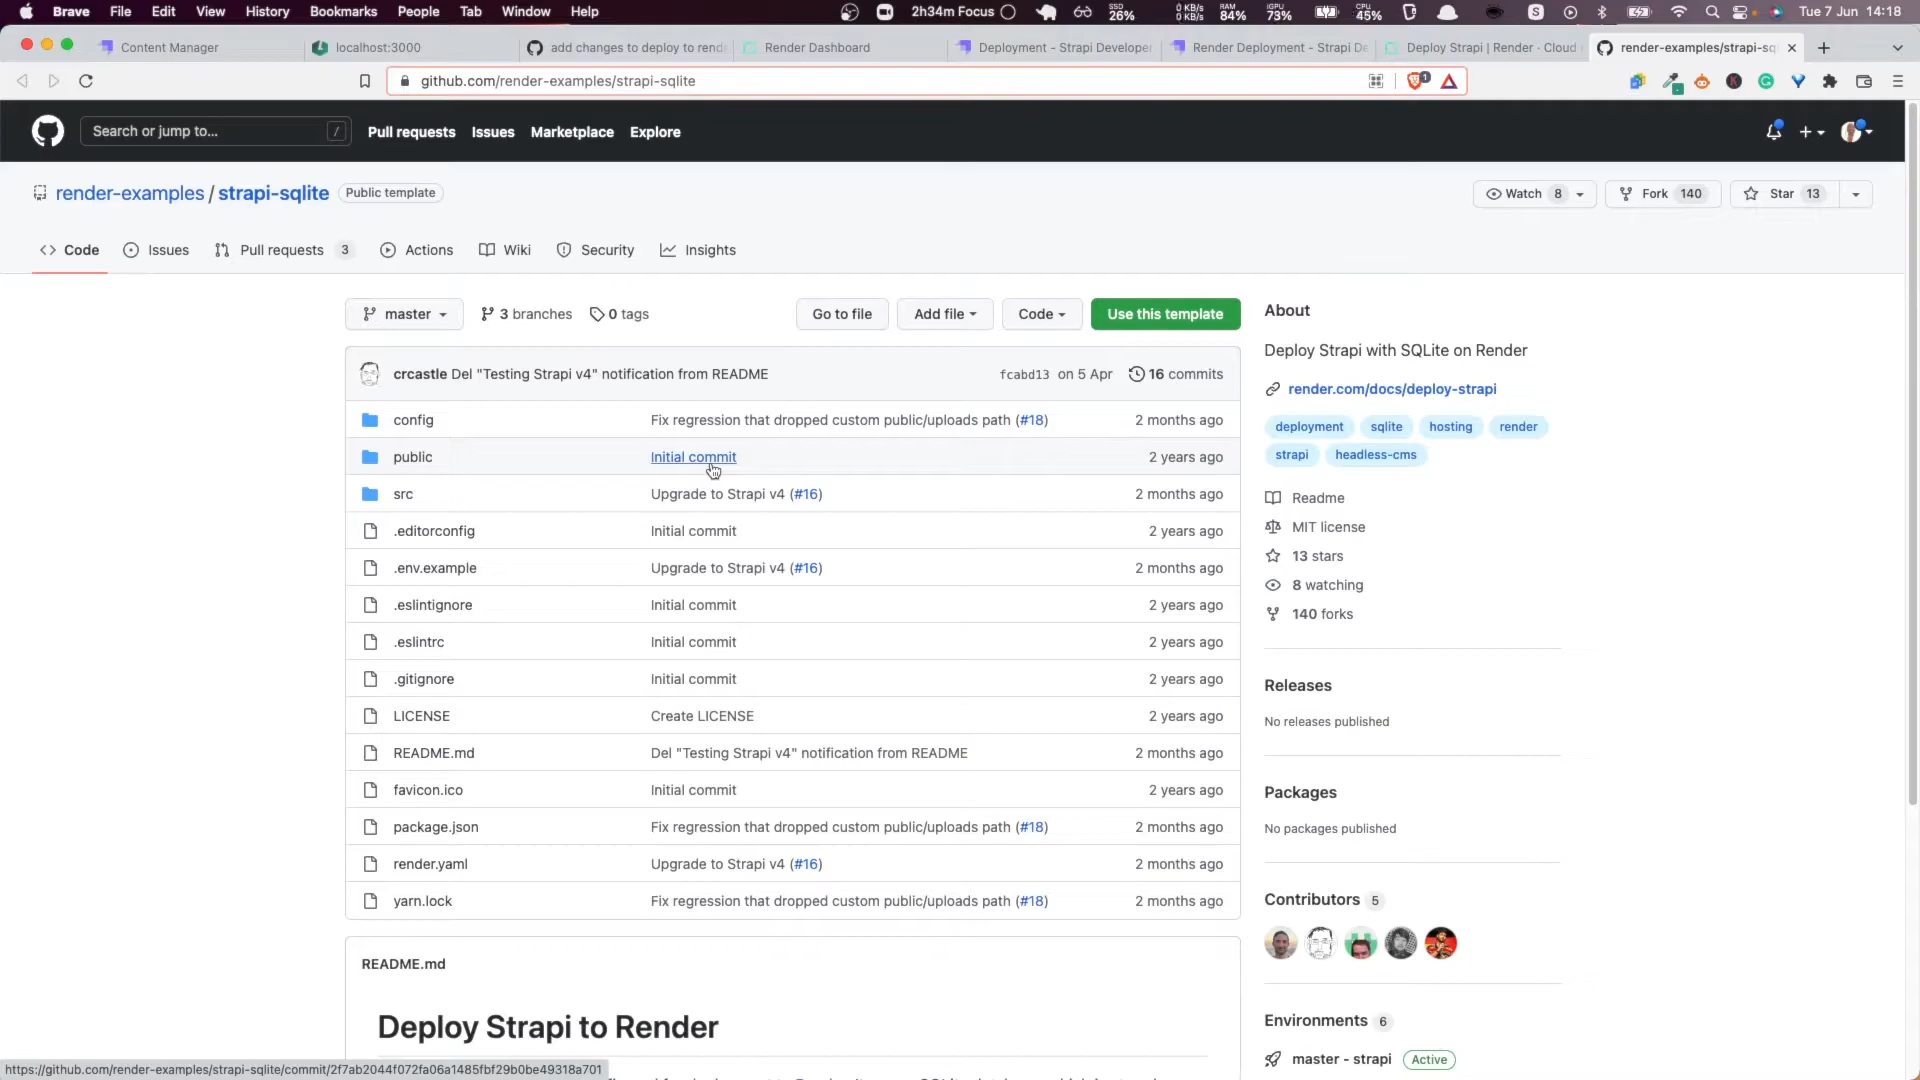 Brave File Edit View History Bookmarks People Tab Window Help 2h34m Focus SSD 26% 0 KB/s 0 KB/s RAM 84% iGPU 73% CPU 45% Tue 7 Jun 14:18
Content Manager localhost:3000 add changes to deploy to rend Render Dashboard Deployment - Strapi Developer Render Deployment - Strapi De Deploy Strapi | Render · Cloud render-examples/strapi-sq
github.com/render-examples/strapi-sqlite
Search or jump to... / Pull requests Issues Marketplace Explore
render-examples / strapi-sqlite Public template Watch 8 Fork 140 Star 13
Code Issues Pull requests 3 Actions Wiki Security Insights
master 3 branches 0 tags Go to file Add file Code Use this template
crcastle Del "Testing Strapi v4" notification from README fcabd13 on 5 Apr 16 commits
config Fix regression that dropped custom public/uploads path (#18) 2 months ago
public Initial commit 2 years ago
src Upgrade to Strapi v4 (#16) 2 months ago
.editorconfig Initial commit 2 years ago
.env.example Upgrade to Strapi v4 (#16) 2 months ago
.eslintignore Initial commit 2 years ago
.eslintrc Initial commit 2 years ago
.gitignore Initial commit 2 years ago
LICENSE Create LICENSE 2 years ago
README.md Del "Testing Strapi v4" notification from README 2 months ago
favicon.ico Initial commit 2 years ago
package.json Fix regression that dropped custom public/uploads path (#18) 2 months ago
render.yaml Upgrade to Strapi v4 (#16) 2 months ago
yarn.lock Fix regression that dropped custom public/uploads path (#18) 2 months ago
README.md
Deploy Strapi to Render
About
Deploy Strapi with SQLite on Render
render.com/docs/deploy-strapi
deployment sqlite hosting render
strapi headless-cms
Readme
MIT license
13 stars
8 watching
140 forks
Releases
No releases published
Packages
No packages published
Contributors 5
Environments 6
master - strapi Active
https://github.com/render-examples/strapi-sqlite/commit/2f7ab2044f072fa06a1485fbf29b0be49318a701